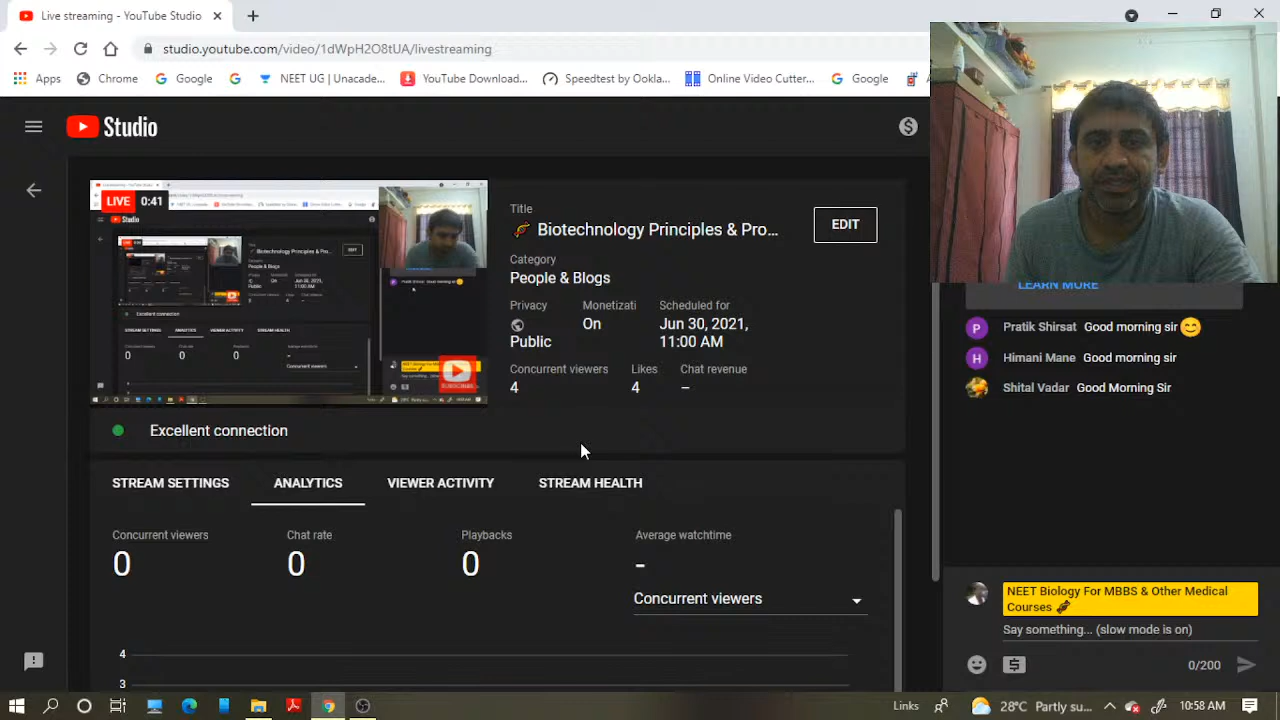 Live streaming - YouTube Studio
studio.youtube.com/video/1dWpH2O8tUA/livestreaming
Apps
Chrome
Google
NEET UG | Unacade...
YouTube Download...
Speedtest by Ookla...
Online Video Cutter...
Google
Studio
LIVE 0:41
SUBSCRIBE
Title
Biotechnology Principles & Pro...
EDIT
Category
People & Blogs
Privacy
Public
Monetizati
On
Scheduled for
Jun 30, 2021,
11:00 AM
Concurrent viewers
4
Likes
4
Chat revenue
–
Excellent connection
STREAM SETTINGS
ANALYTICS
VIEWER ACTIVITY
STREAM HEALTH
Concurrent viewers
0
Chat rate
0
Playbacks
0
Average watchtime
-
Concurrent viewers
4
3
LEARN MORE
P Pratik Shirsat Good morning sir 😊
H Himani Mane Good morning sir
Shital Vadar Good Morning Sir
NEET Biology For MBBS & Other Medical
Courses
Say something... (slow mode is on)
0/200
Links
28°C Partly su...
10:58 AM